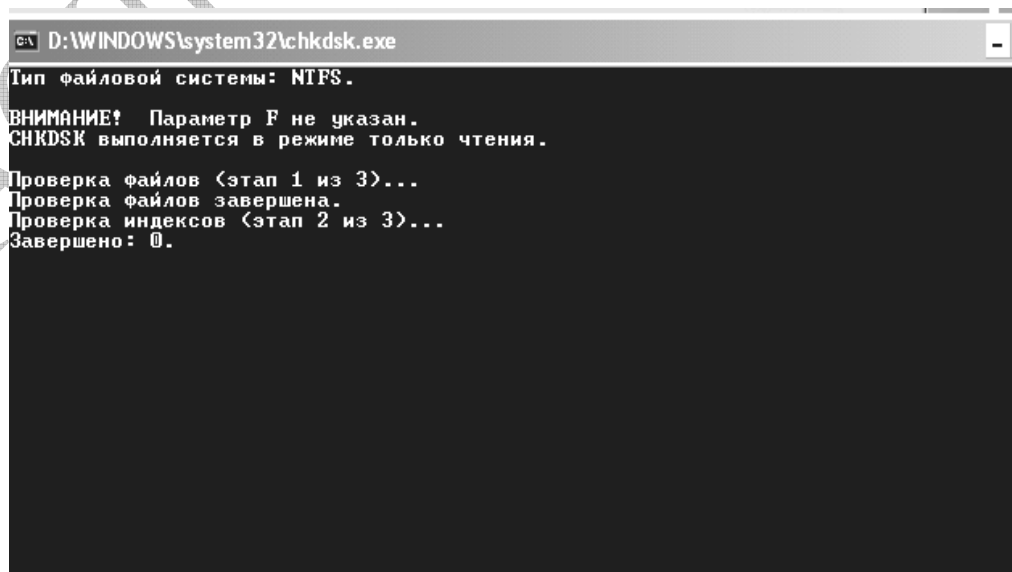 D:\WINDOWS\system32\chkdsk.exe
Тип файловой системы: NTFS.
ВНИМАНИЕ! Параметр F не указан.
CHKDSK выполняется в режиме только чтения.
Проверка файлов (этап 1 из 3)...
Проверка файлов завершена.
Проверка индексов (этап 2 из 3)...
Завершено: 0.